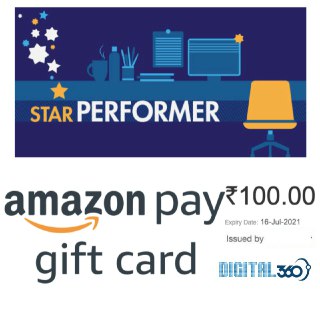 STAR PERFORMER
amazon pay ₹100.00
Expiry Date: 16-Jul-2021
Issued by
gift card
DIGITAL360